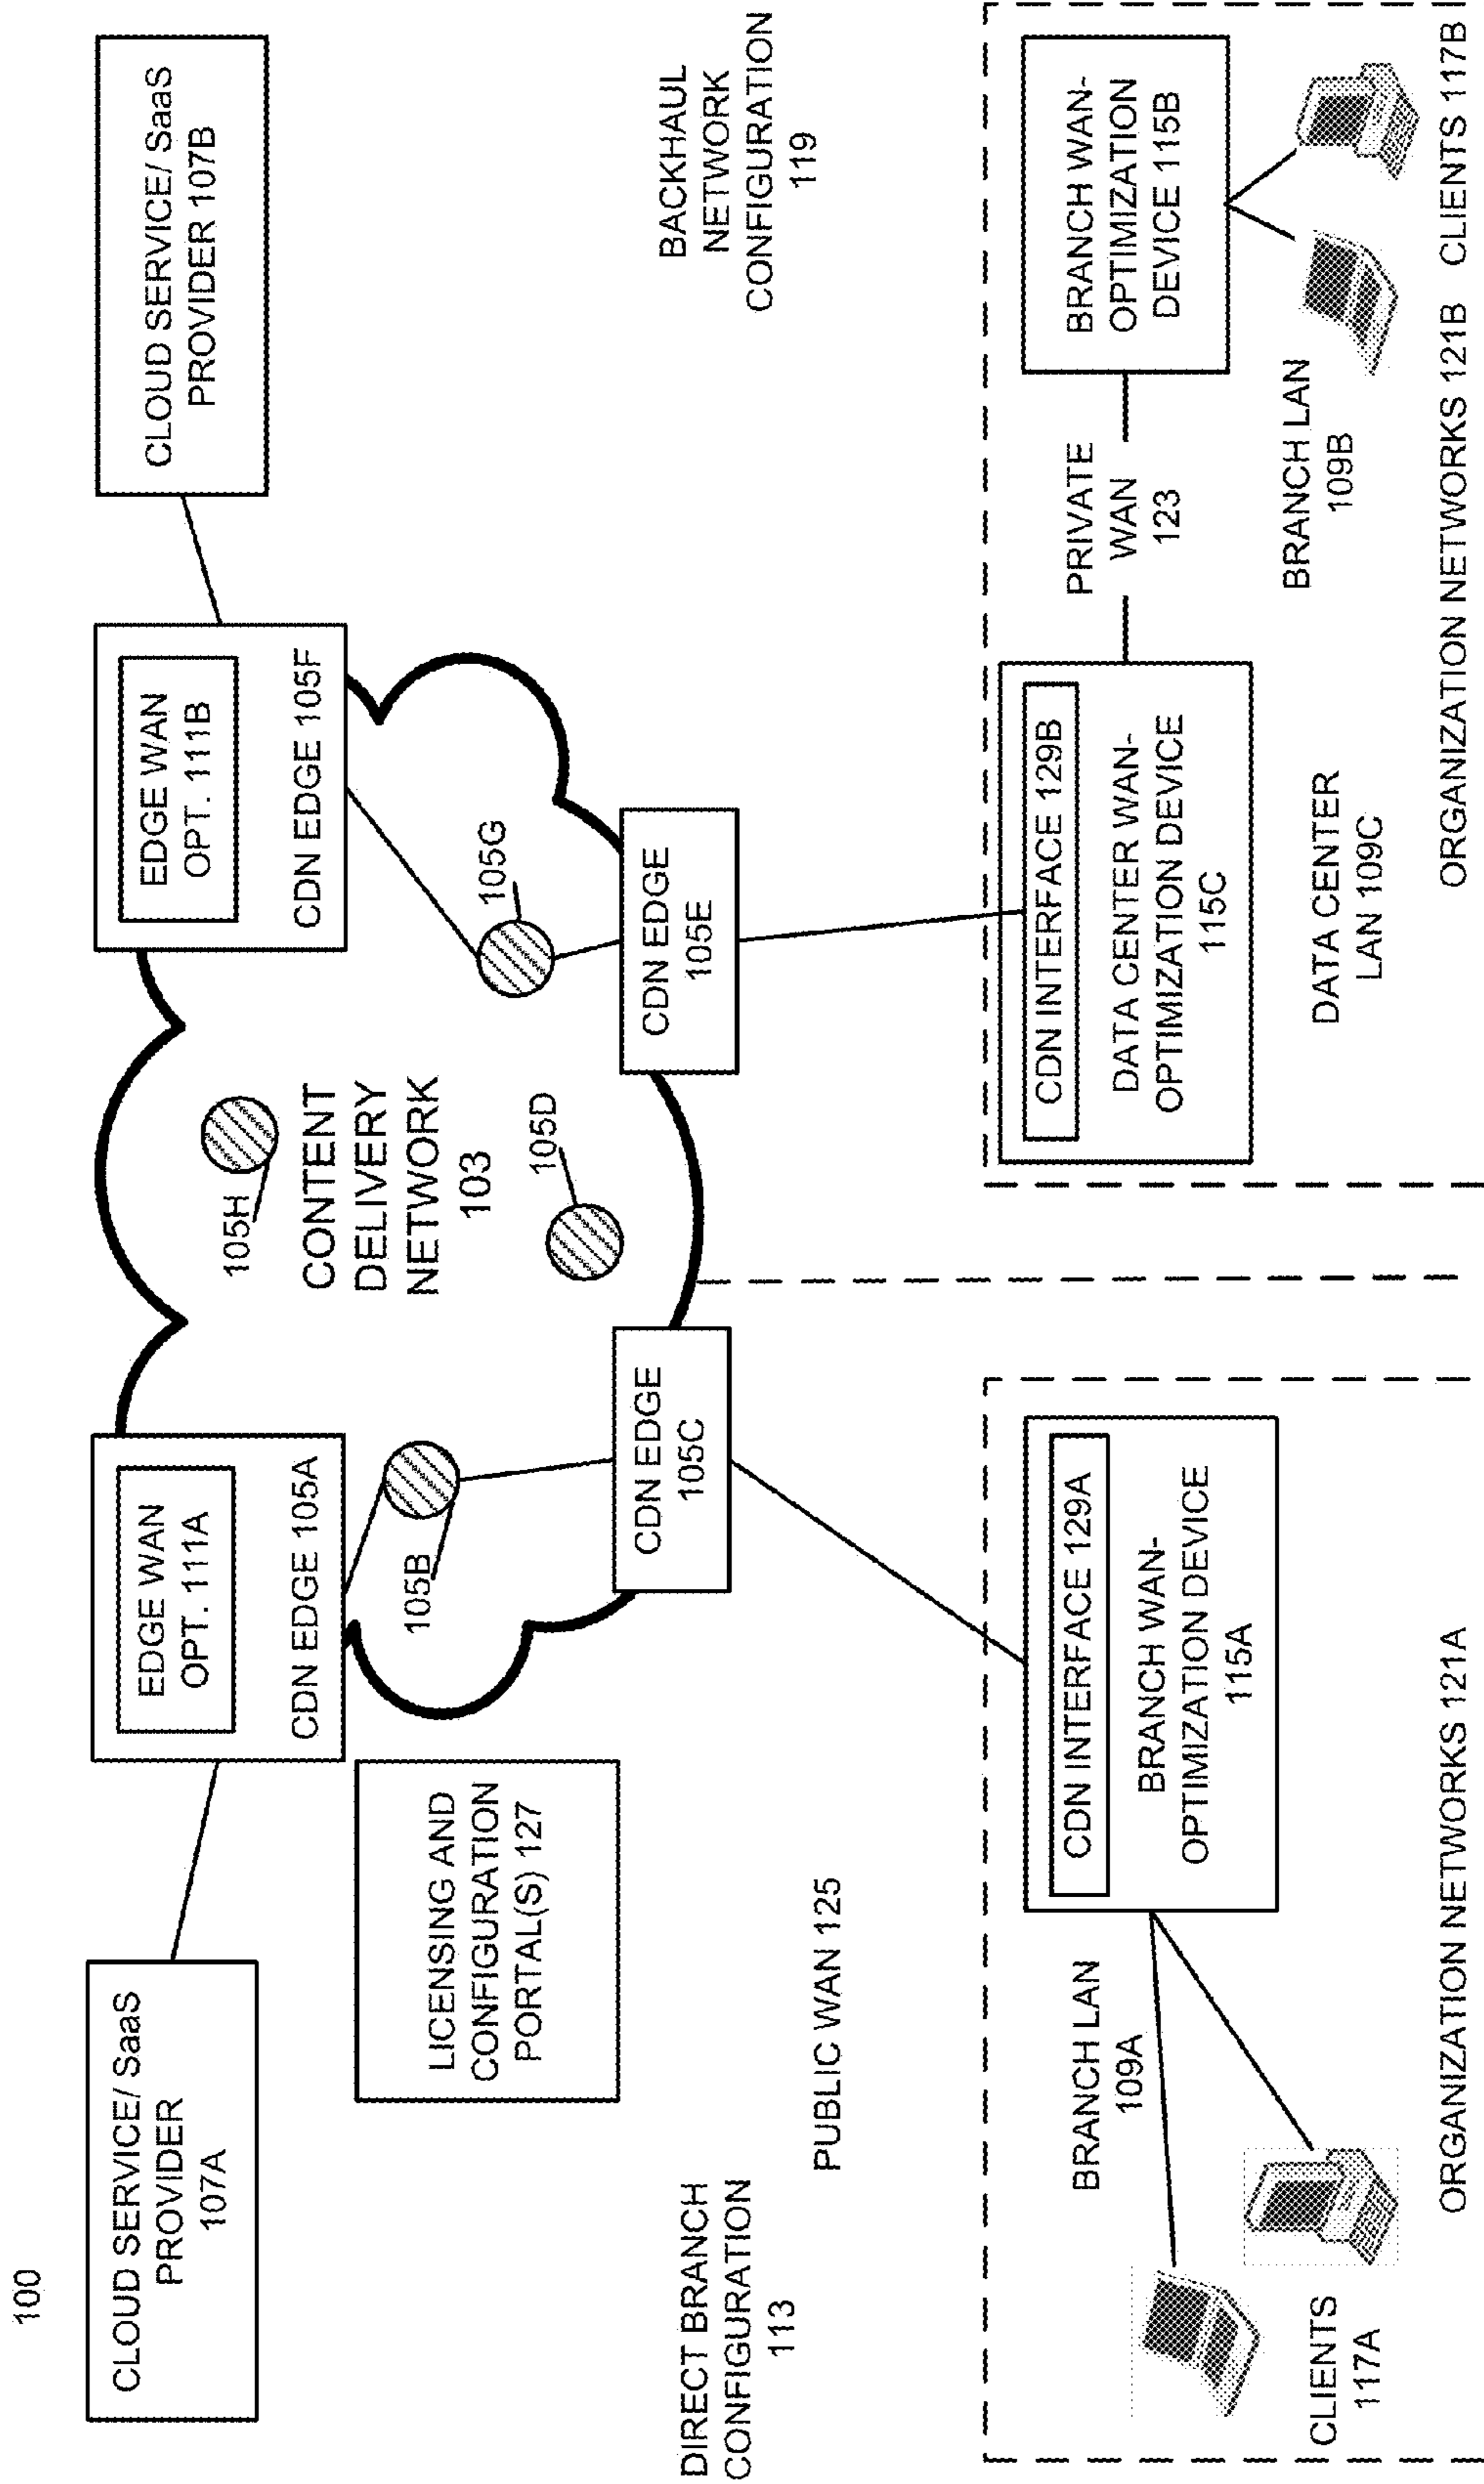 100
CLOUD SERVICE/ SaaS
PROVIDER
107A
EDGE WAN
OPT. 111A
CDN EDGE 105A
EDGE WAN
OPT. 111B
CDN EDGE 105F
CLOUD SERVICE/ SaaS
PROVIDER 107B
LICENSING AND
CONFIGURATION
PORTAL(S) 127
105B
105H
CONTENT
DELIVERY
NETWORK
103
105D
105G
CDN EDGE
105C
CDN EDGE
105E
DIRECT BRANCH
CONFIGURATION
113
PUBLIC WAN 125
BACKHAUL
NETWORK
CONFIGURATION
119
BRANCH LAN
109A
CDN INTERFACE 129A
BRANCH WAN-
OPTIMIZATION DEVICE
115A
CLIENTS
117A
ORGANIZATION NETWORKS 121A
CDN INTERFACE 129B
DATA CENTER WAN-
OPTIMIZATION DEVICE
115C
PRIVATE
WAN
123
BRANCH WAN-
OPTIMIZATION
DEVICE 115B
DATA CENTER
LAN 109C
BRANCH LAN
109B
ORGANIZATION NETWORKS 121B
CLIENTS 117B